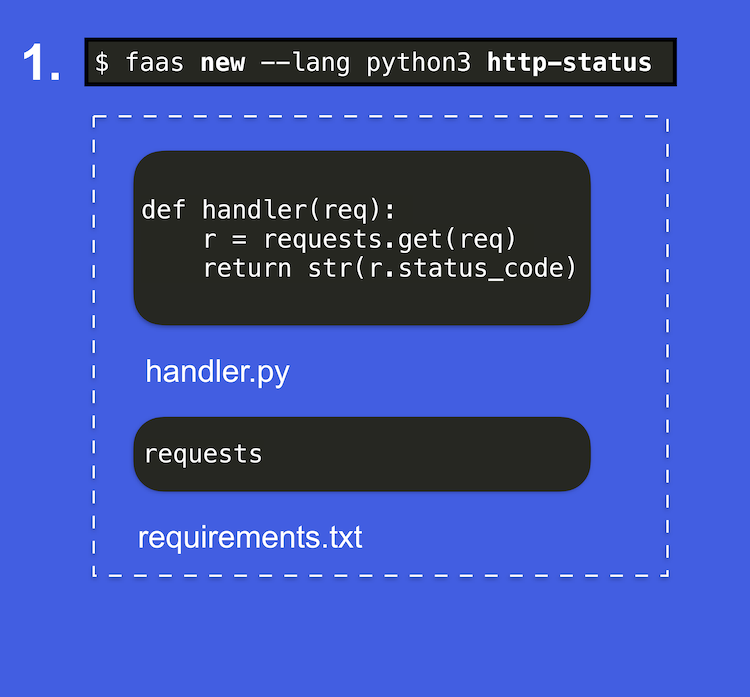 1.
$ faas new --lang python3 http-status
def handler(req):
    r = requests.get(req)
    return str(r.status_code)
handler.py
requests
requirements.txt